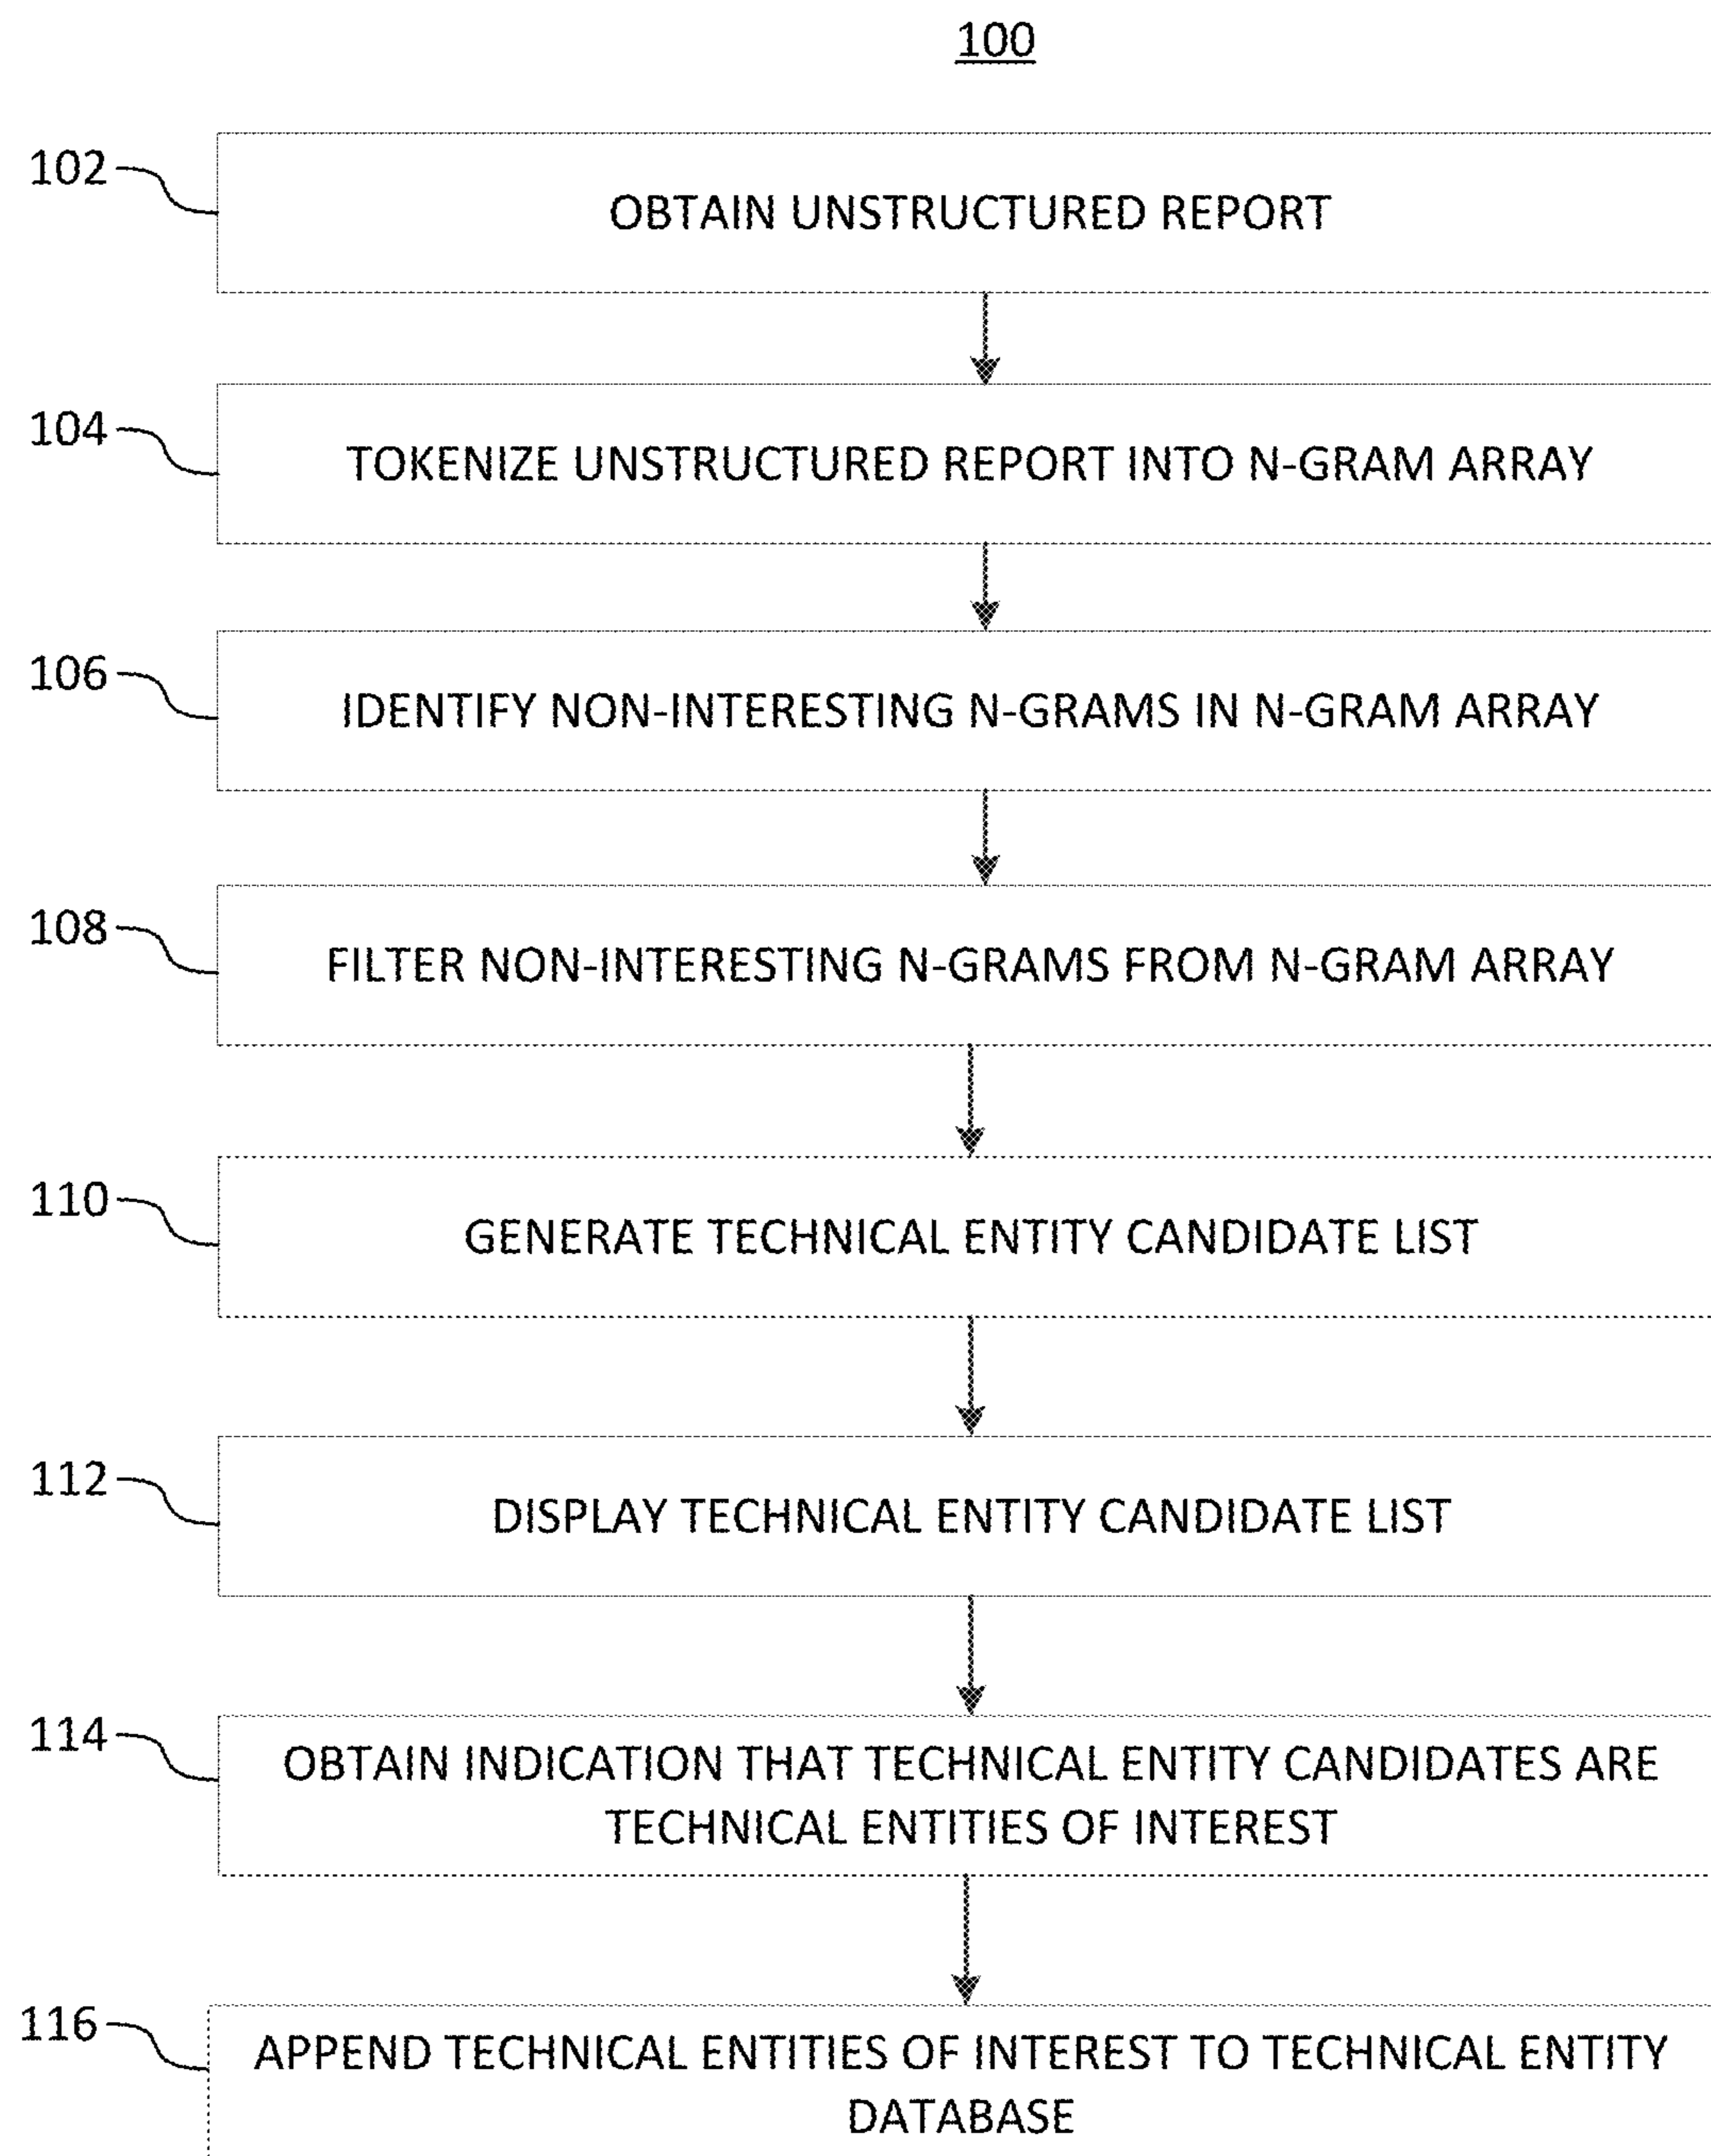 100
102
OBTAIN UNSTRUCTURED REPORT
104
TOKENIZE UNSTRUCTURED REPORT INTO N-GRAM ARRAY
106
IDENTIFY NON-INTERESTING N-GRAMS IN N-GRAM ARRAY
108
FILTER NON-INTERESTING N-GRAMS FROM N-GRAM ARRAY
110
GENERATE TECHNICAL ENTITY CANDIDATE LIST
112
DISPLAY TECHNICAL ENTITY CANDIDATE LIST
114
OBTAIN INDICATION THAT TECHNICAL ENTITY CANDIDATES ARE
TECHNICAL ENTITIES OF INTEREST
116
APPEND TECHNICAL ENTITIES OF INTEREST TO TECHNICAL ENTITY
DATABASE